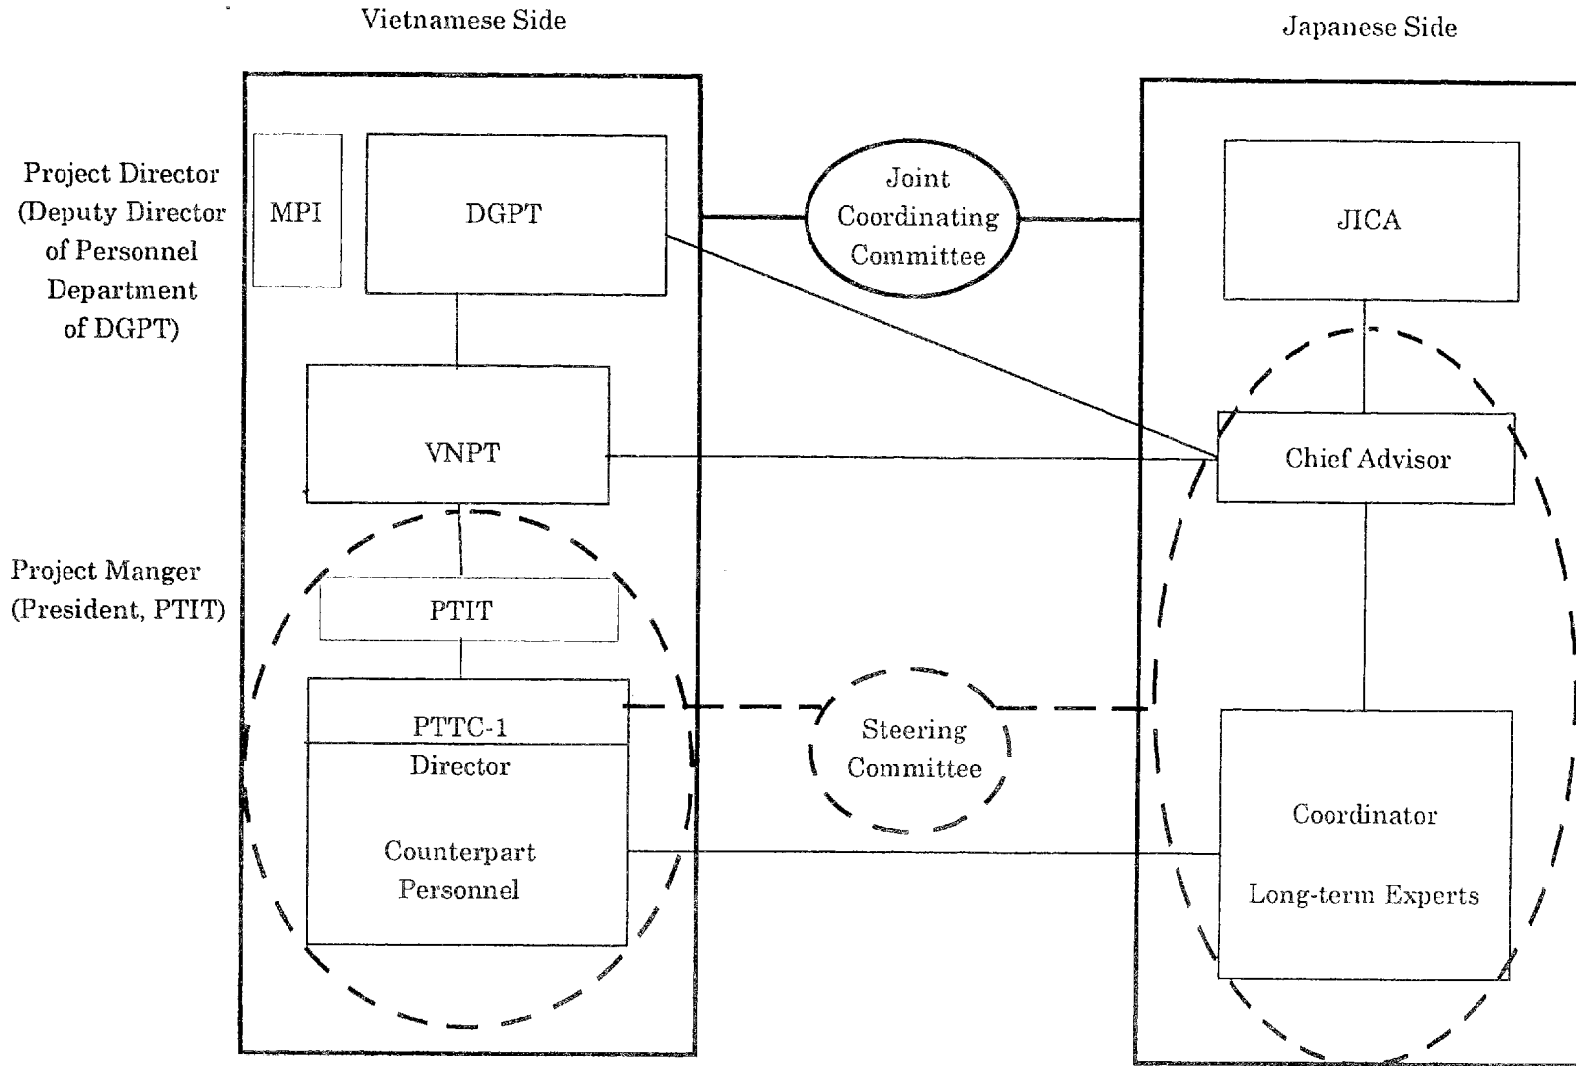 Vietnamese Side
Japanese Side
Project Director
(Deputy Director
of Personnel
Department
of DGPT)
MPI
DGPT
Joint
Coordinating
Committee
JICA
VNPT
Chief Advisor
Project Manger
(President, PTIT)
PTIT
PTTC-1
Director
Counterpart
Personnel
Steering
Committee
Coordinator
Long-term Experts